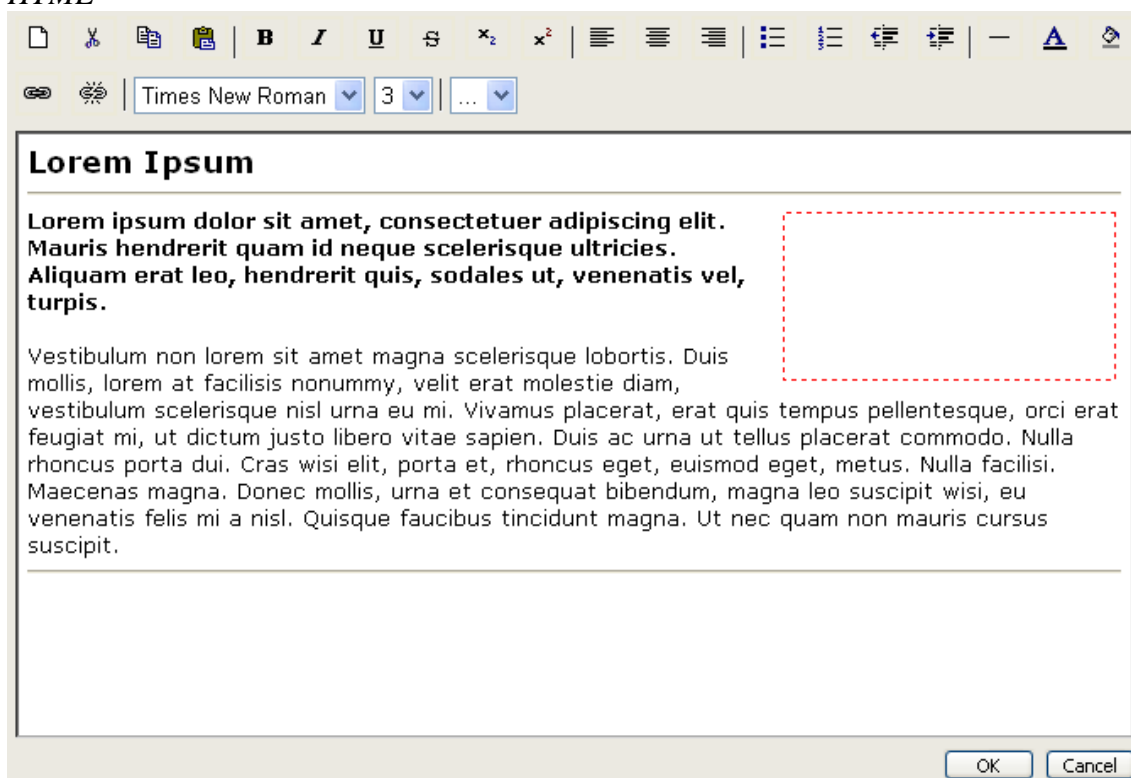 HTML
B I U S x₂ x² A
Times New Roman 3 ...
Lorem Ipsum
Lorem ipsum dolor sit amet, consectetuer adipiscing elit.
Mauris hendrerit quam id neque scelerisque ultricies.
Aliquam erat leo, hendrerit quis, sodales ut, venenatis vel,
turpis.
Vestibulum non lorem sit amet magna scelerisque lobortis. Duis
mollis, lorem at facilisis nonummy, velit erat molestie diam,
vestibulum scelerisque nisl urna eu mi. Vivamus placerat, erat quis tempus pellentesque, orci erat
feugiat mi, ut dictum justo libero vitae sapien. Duis ac urna ut tellus placerat commodo. Nulla
rhoncus porta dui. Cras wisi elit, porta et, rhoncus eget, euismod eget, metus. Nulla facilisi.
Maecenas magna. Donec mollis, urna et consequat bibendum, magna leo suscipit wisi, eu
venenatis felis mi a nisl. Quisque faucibus tincidunt magna. Ut nec quam non mauris cursus
suscipit.
OK Cancel